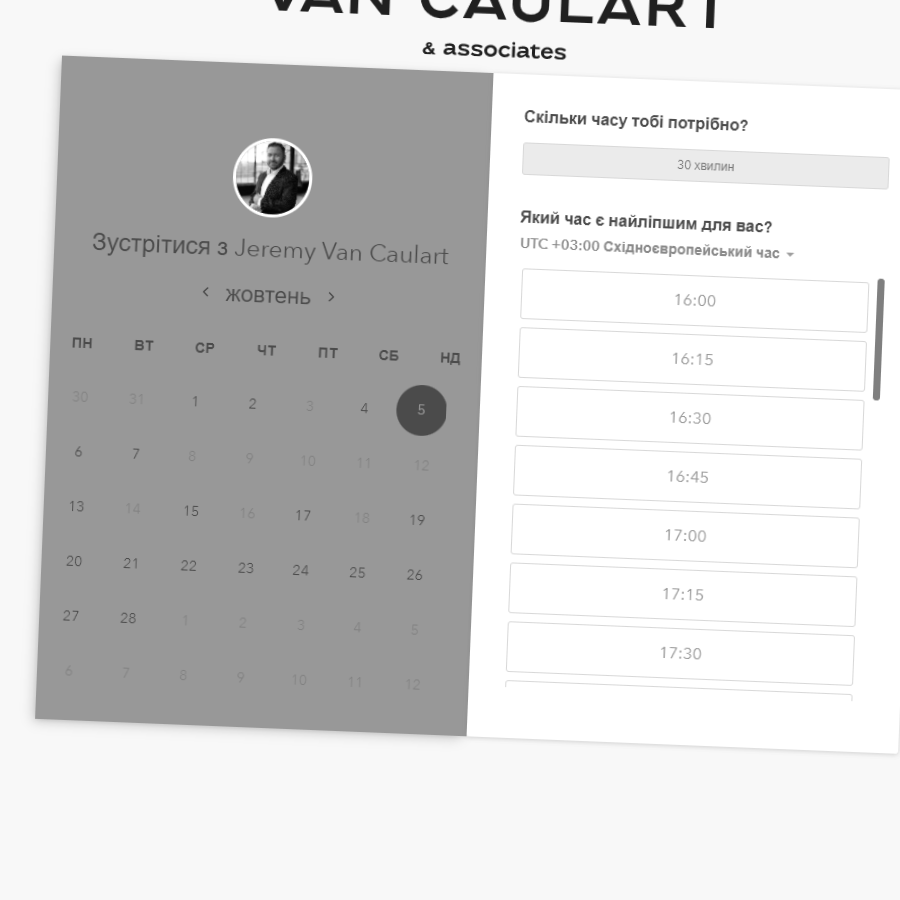 VAN CAULART
& associates
Зустрітися з Jeremy Van Caulart
жовтень
ПН ВТ СР ЧТ ПТ СБ НД
30 31 1 2 3 4 5
6 7 8 9 10 11 12
13 14 15 16 17 18 19
20 21 22 23 24 25 26
27 28 1 2 3 4 5
6 7 8 9 10 11 12
Скільки часу тобі потрібно?
30 хвилин
Який час є найліпшим для вас?
UTC +03:00 Східноєвропейський час
16:00
16:15
16:30
16:45
17:00
17:15
17:30